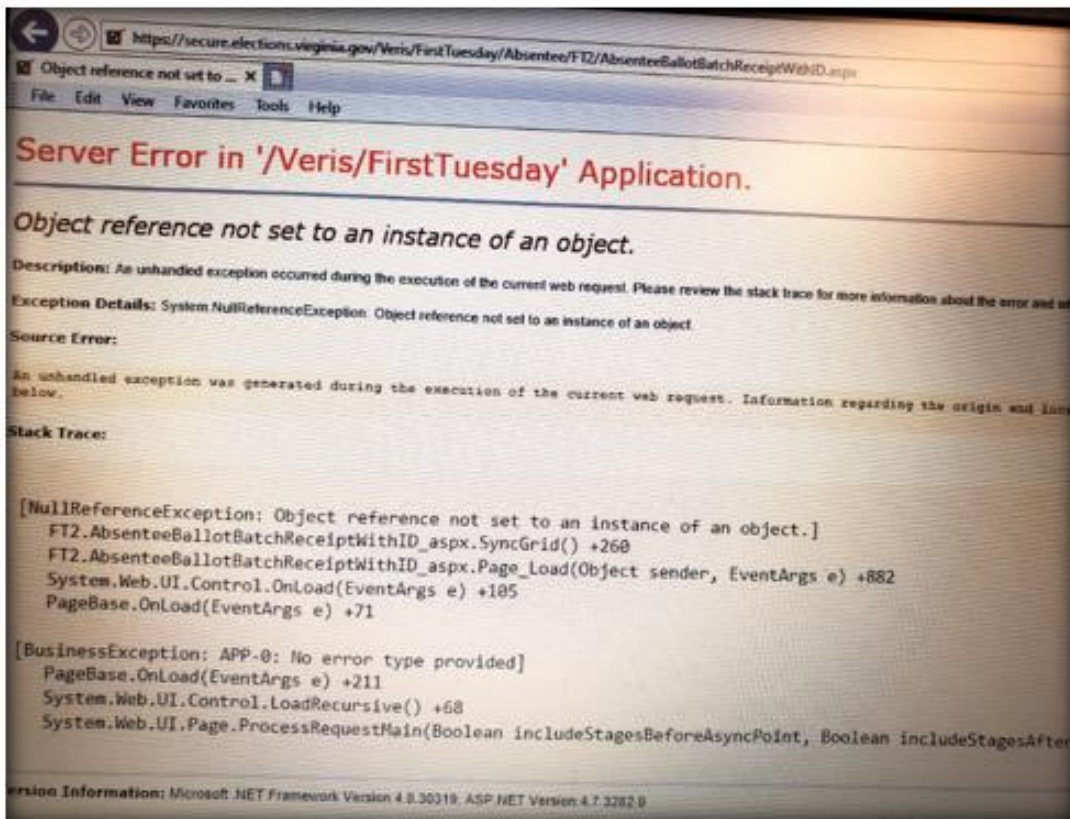 https://secure.elections.virginia.gov/Veris/FirstTuesday/Absentee/FT2/AbsenteeBallotBatchReceiptWithID.aspx
Object reference not set to ...
File Edit View Favorites Tools Help
Server Error in '/Veris/FirstTuesday' Application.
Object reference not set to an instance of an object.
Description: An unhandled exception occurred during the execution of the current web request. Please review the stack trace for more information about the error and
Exception Details: System.NullReferenceException: Object reference not set to an instance of an object.
Source Error:
An unhandled exception was generated during the execution of the current web request. Information regarding the origin and
below.
Stack Trace:
[NullReferenceException: Object reference not set to an instance of an object.]
FT2.AbsenteeBallotBatchReceiptWithID_aspx.SyncGrid() +260
FT2.AbsenteeBallotBatchReceiptWithID_aspx.Page_Load(Object sender, EventArgs e) +882
System.Web.UI.Control.OnLoad(EventArgs e) +105
PageBase.OnLoad(EventArgs e) +71
[BusinessException: APP-0: No error type provided]
PageBase.OnLoad(EventArgs e) +211
System.Web.UI.Control.LoadRecursive() +68
System.Web.UI.Page.ProcessRequestMain(Boolean includeStagesBeforeAsyncPoint, Boolean includeStagesAfter
ersion Information: Microsoft .NET Framework Version:4.0.30319; ASP.NET Version:4.7.3282.0